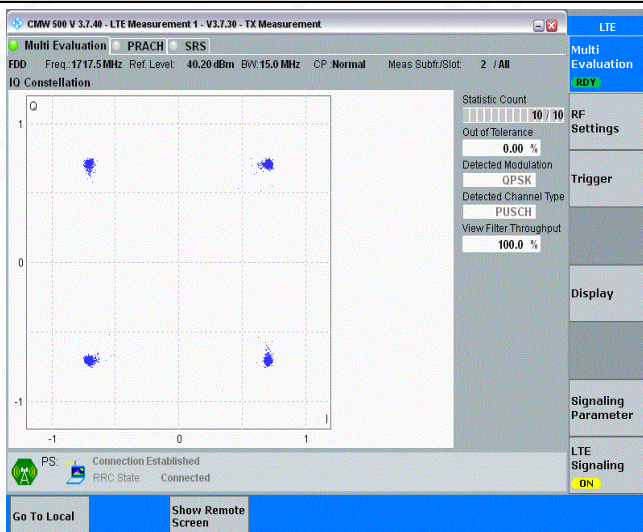 CMW 500 V 3.7.40 - LTE Measurement 1 - V3.7.30 - TX Measurement
LTE
Multi Evaluation PRACH SRS
FDD Freq.:1717.5 MHz Ref. Level: 40.20 dBm BW:15.0 MHz CP :Normal Meas Subfr./Slot: 2 / All
IQ Constellation
Q
1
0
-1
-1 0 1
I
Statistic Count
10 / 10
Out of Tolerance
0.00 %
Detected Modulation
QPSK
Detected Channel Type
PUSCH
View Filter Throughput
100.0 %
Multi
Evaluation
RDY
RF
Settings
Trigger
Display
Signaling
Parameter
LTE
Signaling
ON
PS: Connection Established
RRC State: Connected
Go To Local
Show Remote
Screen